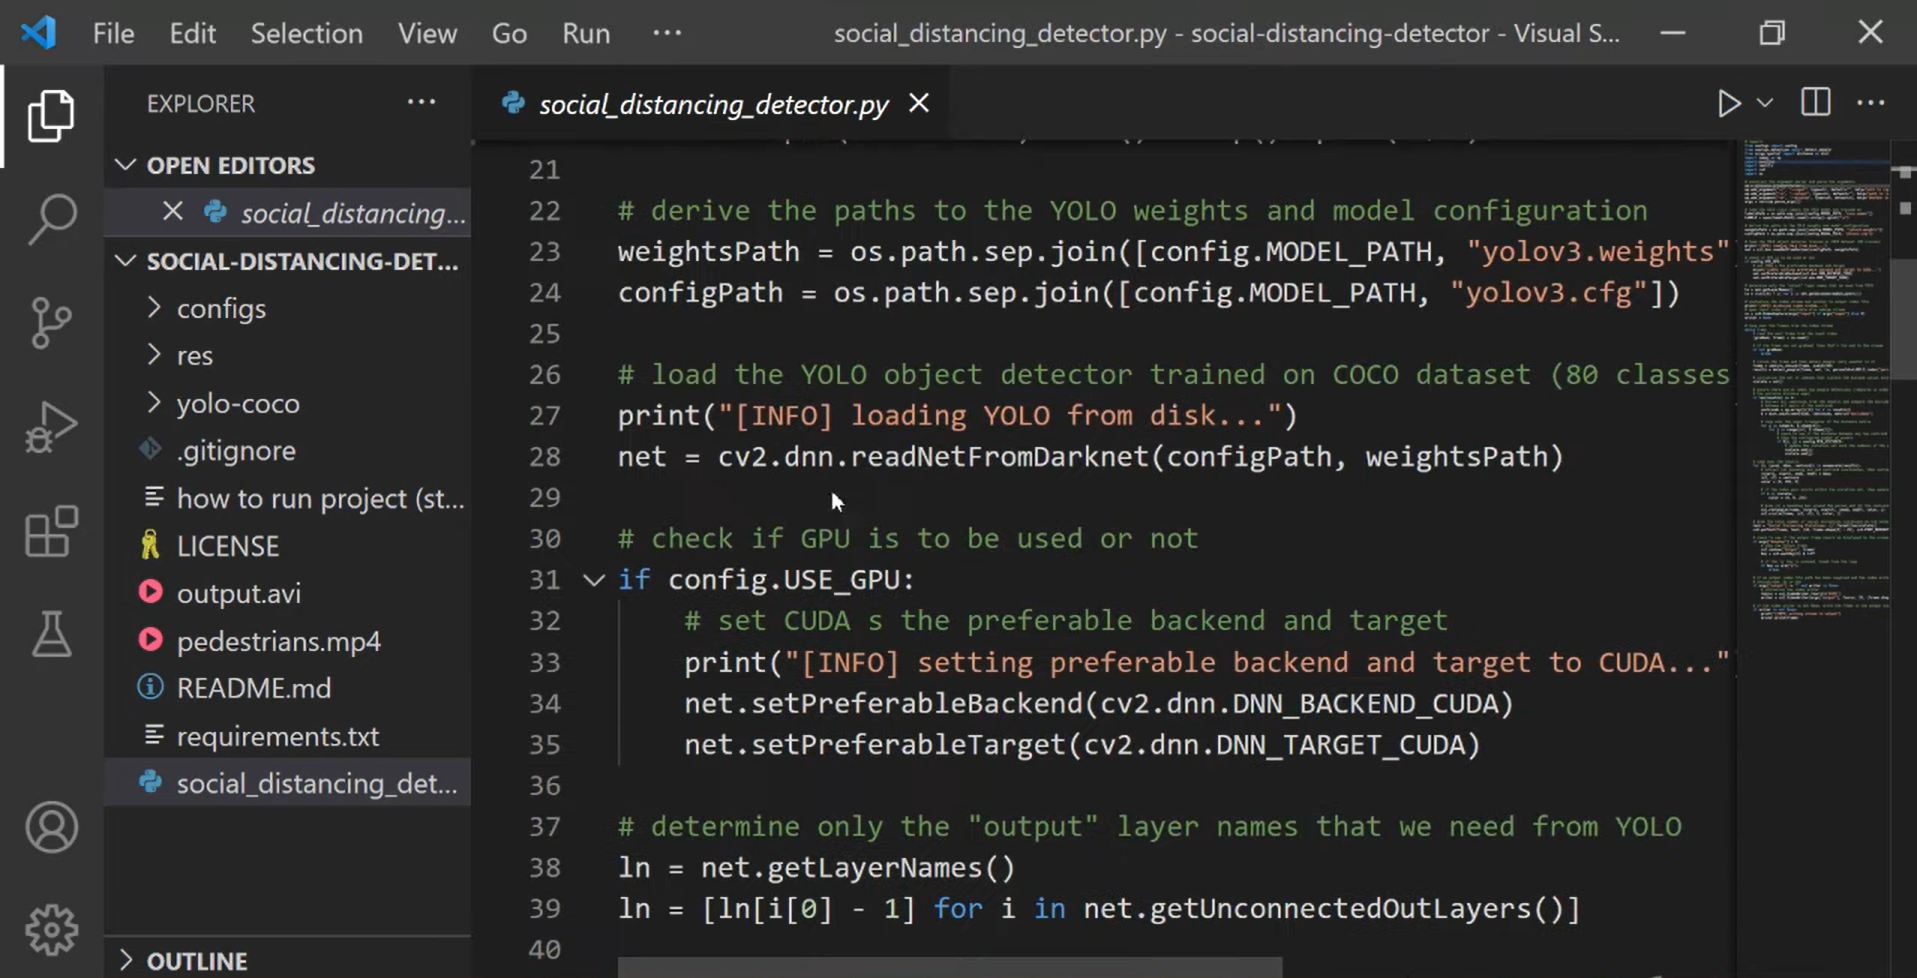 File Edit Selection View Go Run ··· social_distancing_detector.py - social-distancing-detector - Visual S...
EXPLORER ···
social_distancing_detector.py
OPEN EDITORS
social_distancing...
SOCIAL-DISTANCING-DET...
configs
res
yolo-coco
.gitignore
how to run project (st...
LICENSE
output.avi
pedestrians.mp4
README.md
requirements.txt
social_distancing_det...
OUTLINE
21
22 # derive the paths to the YOLO weights and model configuration
23 weightsPath = os.path.sep.join([config.MODEL_PATH, "yolov3.weights"
24 configPath = os.path.sep.join([config.MODEL_PATH, "yolov3.cfg"])
25
26 # load the YOLO object detector trained on COCO dataset (80 classes
27 print("[INFO] loading YOLO from disk...")
28 net = cv2.dnn.readNetFromDarknet(configPath, weightsPath)
29
30 # check if GPU is to be used or not
31 if config.USE_GPU:
32 # set CUDA s the preferable backend and target
33 print("[INFO] setting preferable backend and target to CUDA..."
34 net.setPreferableBackend(cv2.dnn.DNN_BACKEND_CUDA)
35 net.setPreferableTarget(cv2.dnn.DNN_TARGET_CUDA)
36
37 # determine only the "output" layer names that we need from YOLO
38 ln = net.getLayerNames()
39 ln = [ln[i[0] - 1] for i in net.getUnconnectedOutLayers()]
40